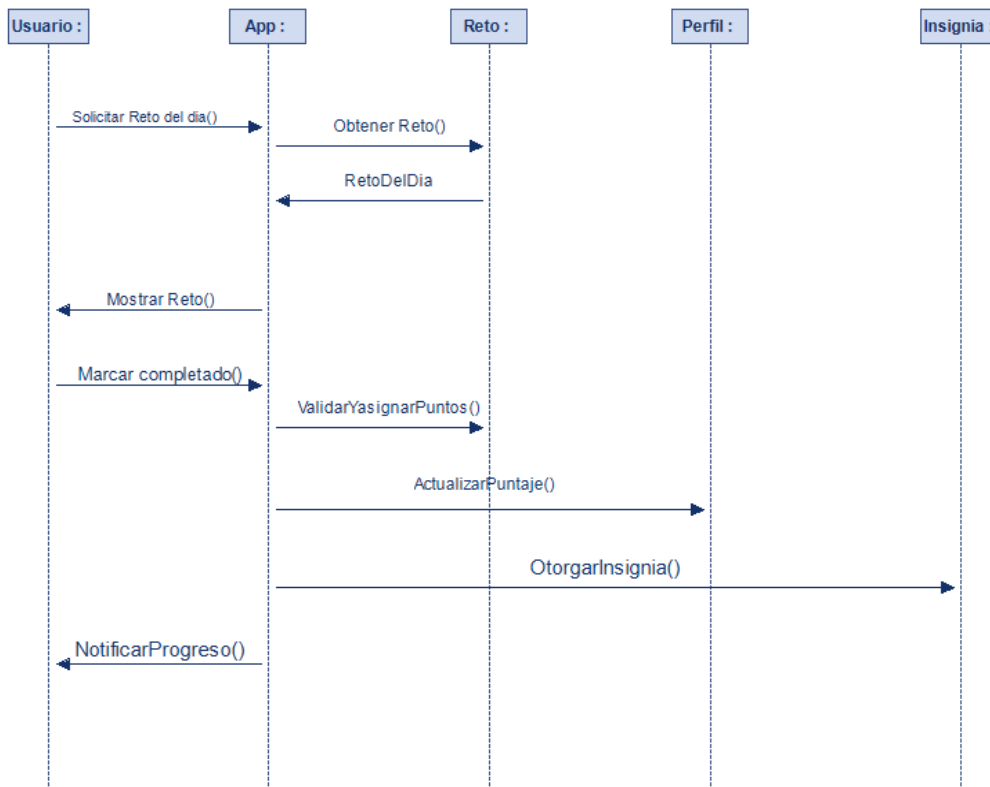 Usuario :
App :
Reto :
Perfil :
Insignia :
Solicitar Reto del dia()
Obtener Reto()
RetoDelDia
Mostrar Reto()
Marcar completado()
ValidarYasignarPuntos()
ActualizarPuntaje()
OtorgarInsignia()
NotificarProgreso()